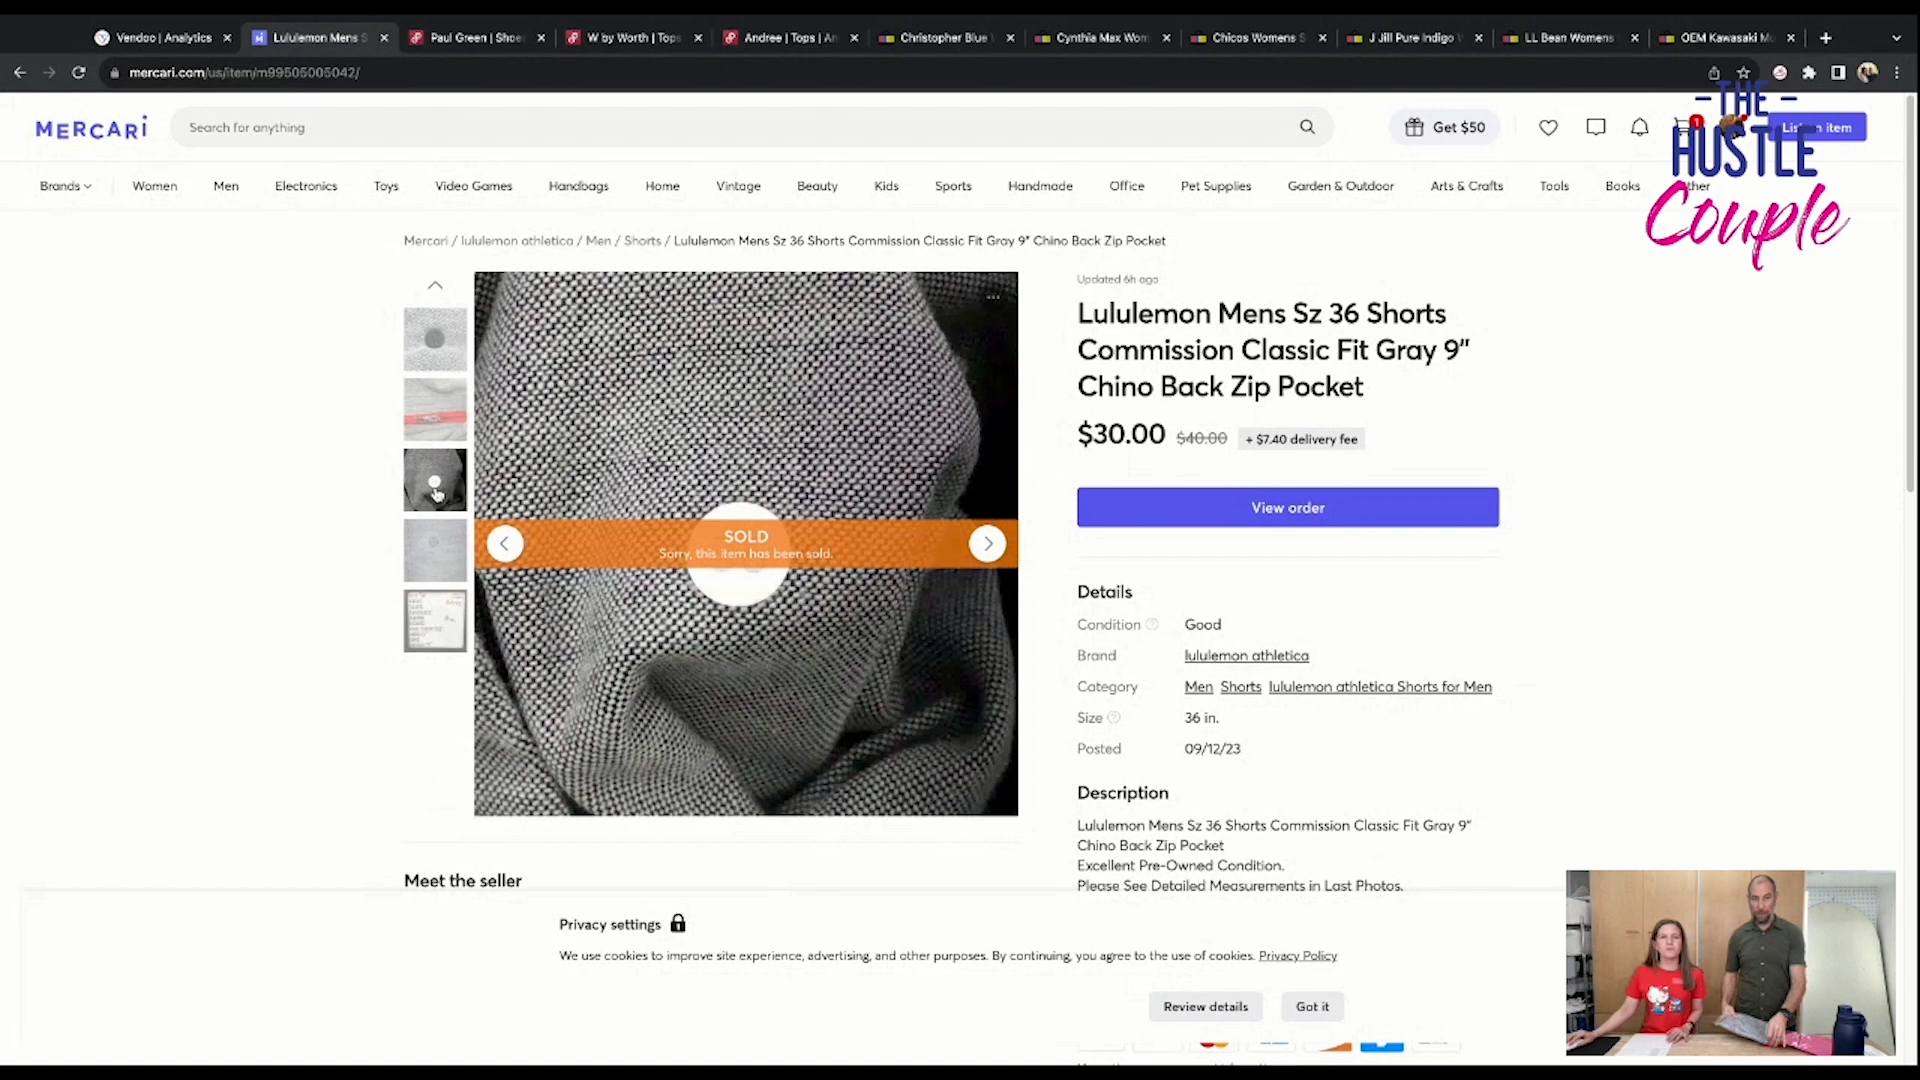 Vendoo | Analytics
Lululemon Mens S
Paul Green | Shoe
W by Worth | Tops
Andree | Tops | An
Christopher Blue
Cynthia Max Wom
Chicos Womens S
J Jill Pure Indigo
LL Bean Womens
OEM Kawasaki M
mercari.com/us/item/m99505005042/
MERCARI
Search for anything
Get $50
1
List an item
THE
HUSTLE
Couple
Brands
Women
Men
Electronics
Toys
Video Games
Handbags
Home
Vintage
Beauty
Kids
Sports
Handmade
Office
Pet Supplies
Garden & Outdoor
Arts & Crafts
Tools
Books
Other
Mercari / lululemon athletica / Men / Shorts / Lululemon Mens Sz 36 Shorts Commission Classic Fit Gray 9" Chino Back Zip Pocket
Updated 6h ago
Lululemon Mens Sz 36 Shorts
Commission Classic Fit Gray 9"
Chino Back Zip Pocket
$30.00 $40.00 + $7.40 delivery fee
SOLD
Sorry, this item has been sold.
View order
Details
Condition Good
Brand lululemon athletica
Category Men Shorts lululemon athletica Shorts for Men
Size 36 in.
Posted 09/12/23
Description
Lululemon Mens Sz 36 Shorts Commission Classic Fit Gray 9"
Chino Back Zip Pocket
Excellent Pre-Owned Condition.
Please See Detailed Measurements in Last Photos.
Meet the seller
Privacy settings
We use cookies to improve site experience, advertising, and other purposes. By continuing, you agree to the use of cookies. Privacy Policy
Review details
Got it